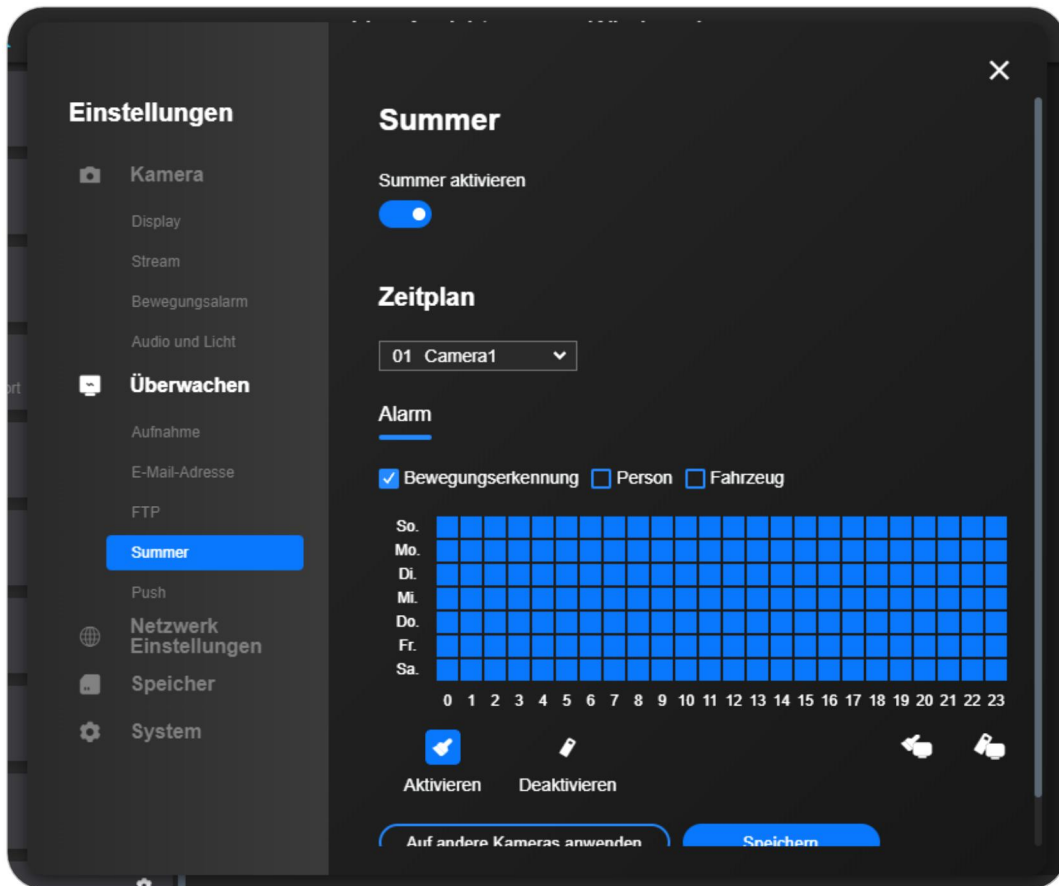 Einstellungen
Kamera
Display
Stream
Bewegungsalarm
Audio und Licht
Überwachen
Aufnahme
E-Mail-Adresse
FTP
Summer
Push
Netzwerk
Einstellungen
Speicher
System
Summer
Summer aktivieren
Zeitplan
01 Camera1
Alarm
Bewegungserkennung Person Fahrzeug
So.
Mo.
Di.
Mi.
Do.
Fr.
Sa.
0 1 2 3 4 5 6 7 8 9 10 11 12 13 14 15 16 17 18 19 20 21 22 23
Aktivieren Deaktivieren
Auf andere Kameras anwenden Speichern